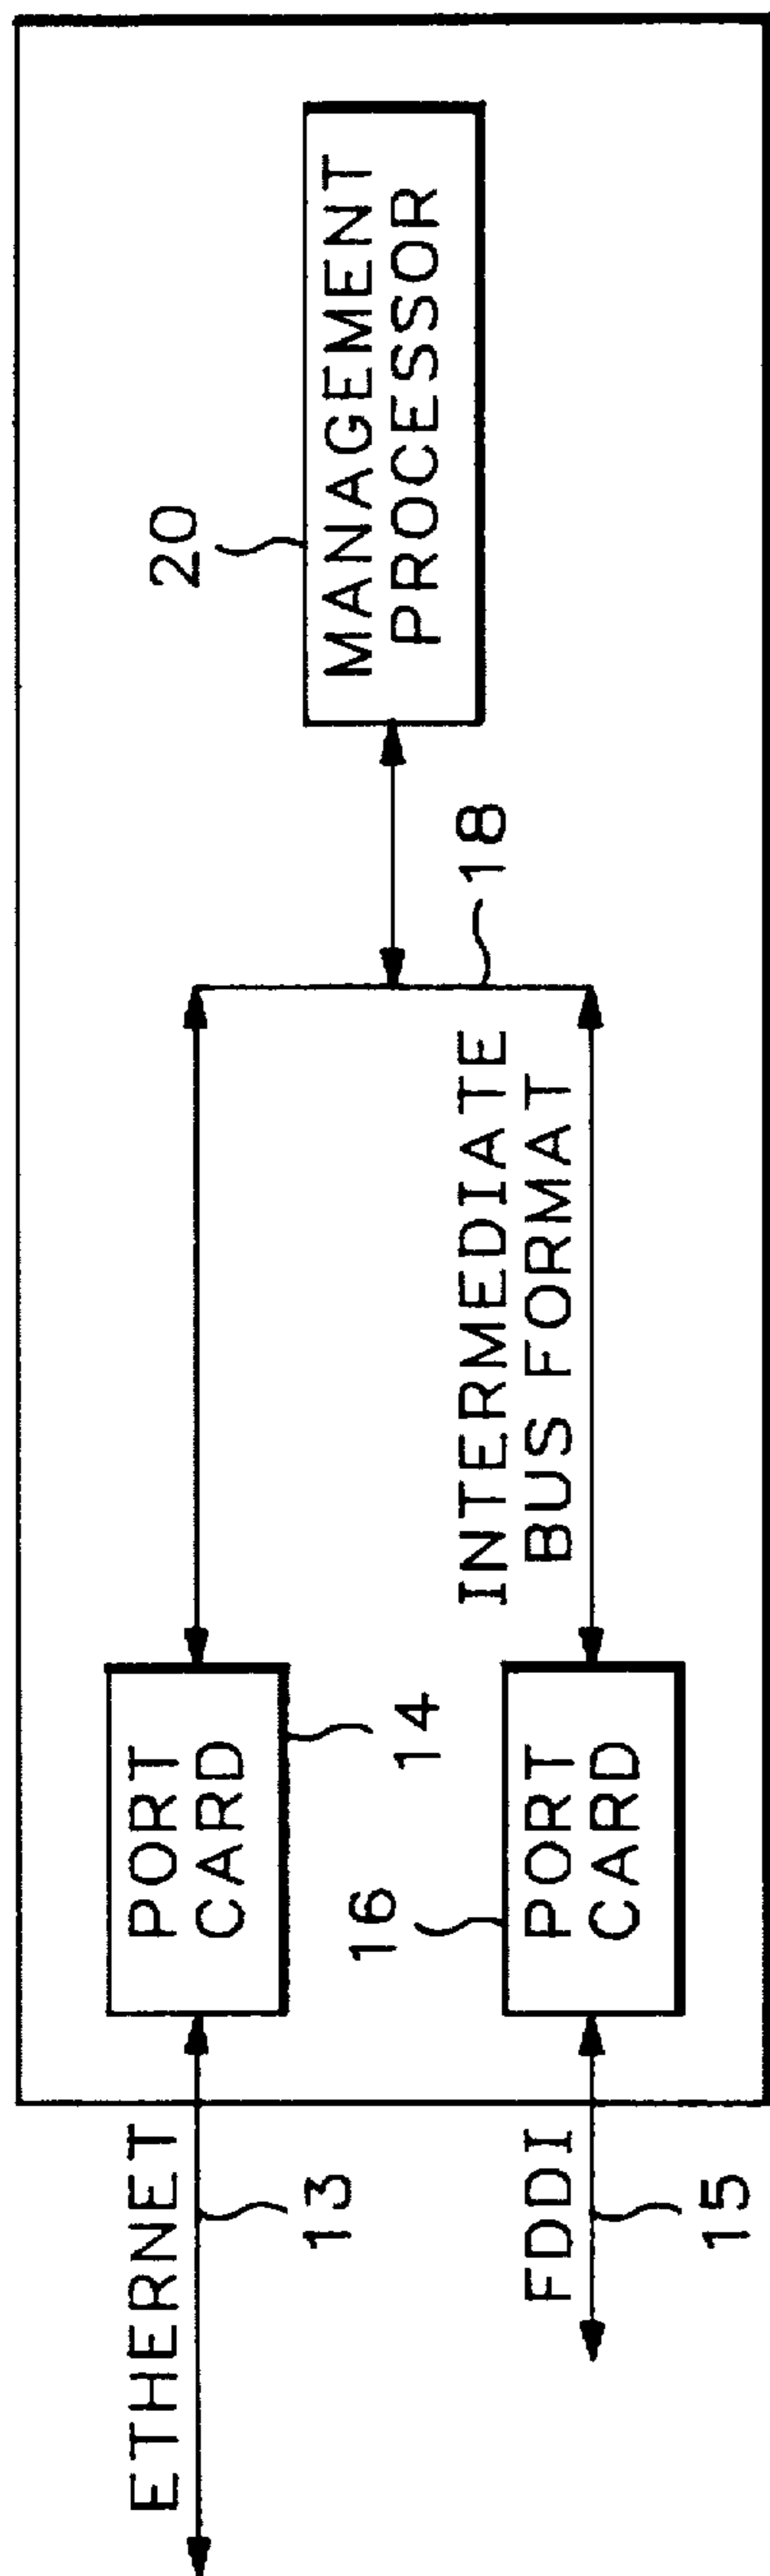 20
MANAGEMENT
PROCESSOR
18
INTERMEDIATE
BUS FORMAT
PORT
CARD
14
16
PORT
CARD
ETHERNET
13
FDDI
15